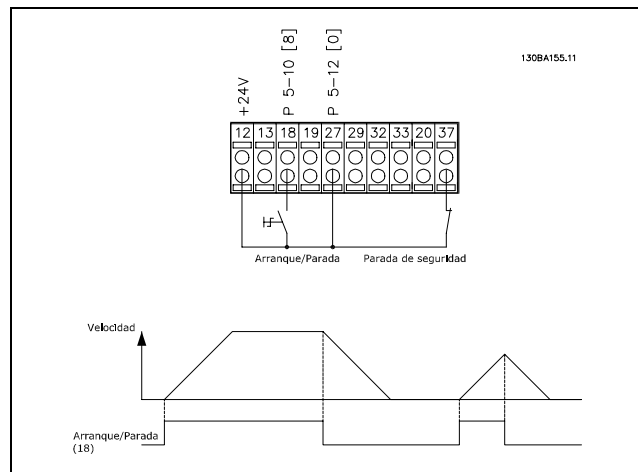 130BA155.11
+24V
P 5-10 [8]
P 5-12 [0]
12 13 18 19 27 29 32 33 20 37
Arranque/Parada
Parada de seguridad
Velocidad
Arranque/Parada
(18)